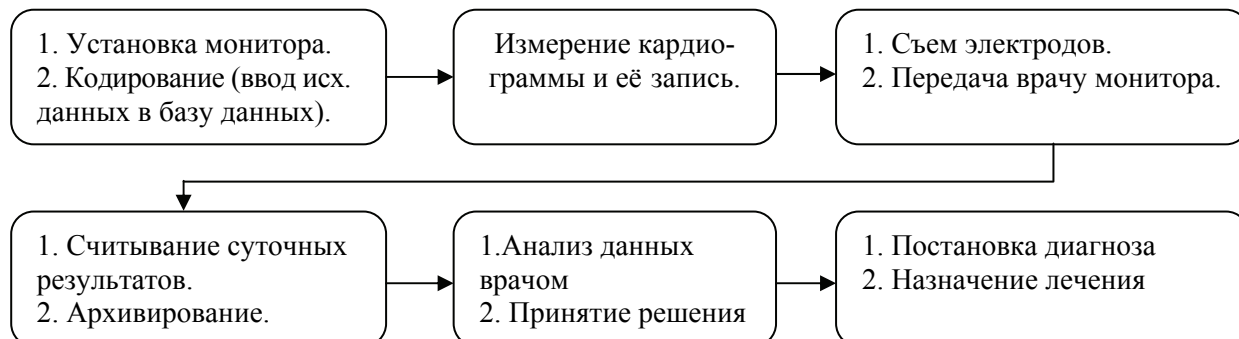 1. Установка монитора.
2. Кодирование (ввод исх.
данных в базу данных).
Измерение кардио-
граммы и её запись.
1. Съем электродов.
2. Передача врачу монитора.
1. Считывание суточных
результатов.
2. Архивирование.
1.Анализ данных
врачом
2. Принятие решения
1. Постановка диагноза
2. Назначение лечения